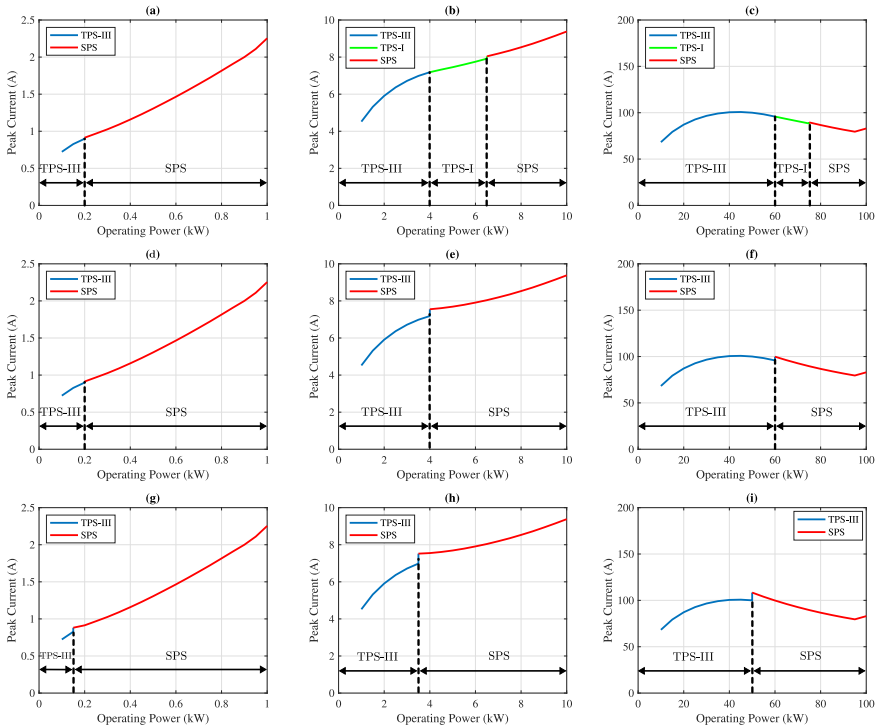 (a)
TPS-III
SPS
Peak Current (A)
2.5
2
1.5
1
0.5
0
TPS-III
SPS
0 0.2 0.4 0.6 0.8 1
Operating Power (kW)
(b)
TPS-III
TPS-I
SPS
Peak Current (A)
10
8
6
4
2
0
TPS-III
TPS-I
SPS
0 2 4 6 8 10
Operating Power (kW)
(c)
TPS-III
TPS-I
SPS
Peak Current (A)
200
150
100
50
0
TPS-III
TPS-I
SPS
0 20 40 60 80 100
Operating Power (kW)
(d)
TPS-III
SPS
Peak Current (A)
2.5
2
1.5
1
0.5
0
TPS-III
SPS
0 0.2 0.4 0.6 0.8 1
Operating Power (kW)
(e)
TPS-III
SPS
Peak Current (A)
10
8
6
4
2
0
TPS-III
SPS
0 2 4 6 8 10
Operating Power (kW)
(f)
TPS-III
SPS
Peak Current (A)
200
150
100
50
0
TPS-III
SPS
0 20 40 60 80 100
Operating Power (kW)
(g)
TPS-III
SPS
Peak Current (A)
2.5
2
1.5
1
0.5
0
TPS-III
SPS
0 0.2 0.4 0.6 0.8 1
Operating Power (kW)
(h)
TPS-III
SPS
Peak Current (A)
10
8
6
4
2
0
TPS-III
SPS
0 2 4 6 8 10
Operating Power (kW)
(i)
TPS-III
SPS
Peak Current (A)
200
150
100
50
0
TPS-III
SPS
0 20 40 60 80 100
Operating Power (kW)